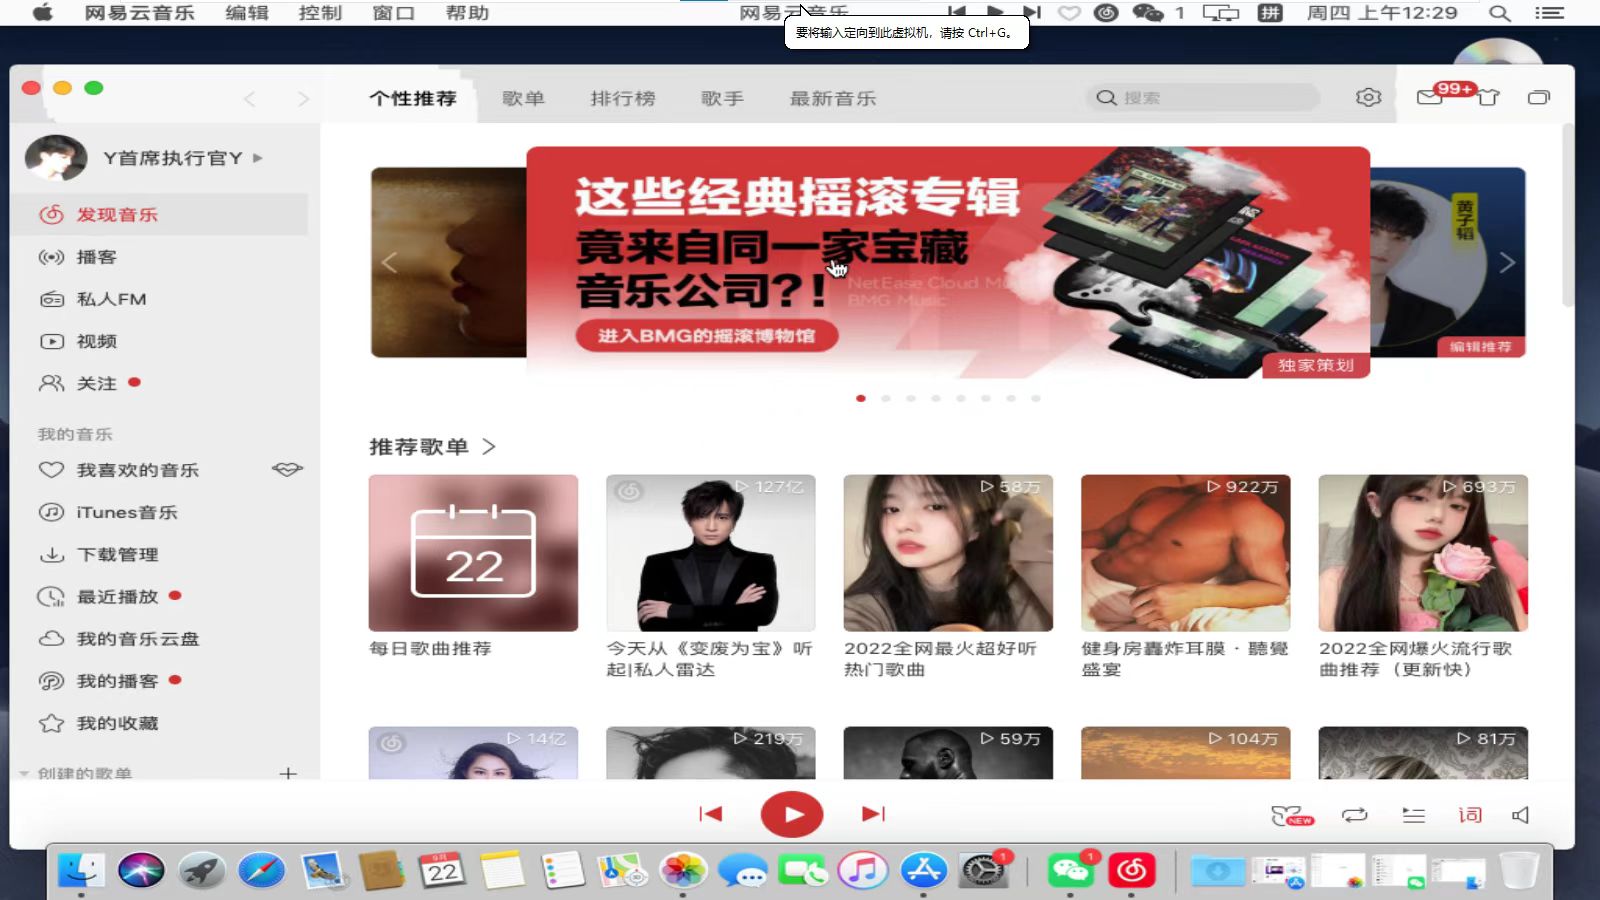 网易云音乐 编辑 控制 窗口 帮助
网易云音乐
1
拼
周四 上午12:29
要将输入定向到此虚拟机，请按 Ctrl+G。
个性推荐 歌单 排行榜 歌手 最新音乐
搜索
99+
Y首席执行官Y
发现音乐
播客
私人FM
视频
关注
我的音乐
我喜欢的音乐
iTunes音乐
下载管理
最近播放
我的音乐云盘
我的播客
我的收藏
创建的歌单
这些经典摇滚专辑
竟来自同一家宝藏
音乐公司？！
NetEase Cloud
BMG Music
进入BMG的摇滚博物馆
独家策划
黄子韬
编辑推荐
推荐歌单
22
127亿
58万
922万
693万
每日歌曲推荐
今天从《变废为宝》听
起|私人雷达
2022全网最火超好听
热门歌曲
健身房轰炸耳膜·聽覺
盛宴
2022全网爆火流行歌
曲推荐（更新快）
14亿
219万
59万
104万
81万
NEW
词
9月
22
1
1